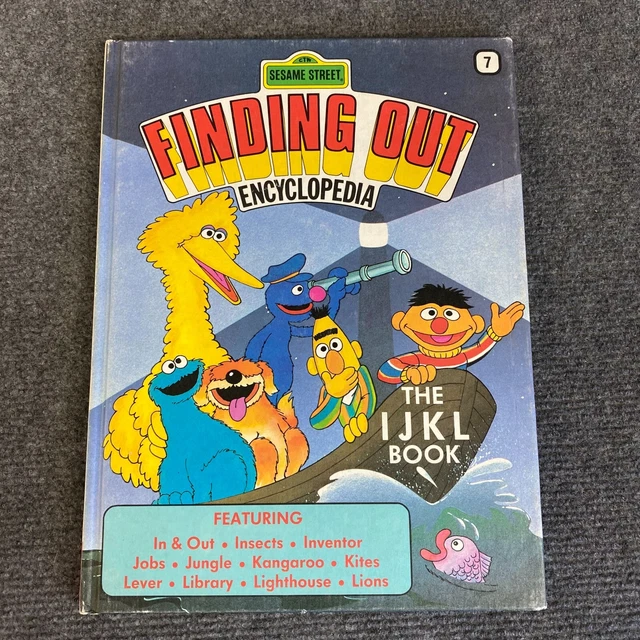 7
CTW
SESAME STREET
FINDING OUT
ENCYCLOPEDIA
THE
IJKL
BOOK
FEATURING
In & Out • Insects • Inventor
Jobs • Jungle • Kangaroo • Kites
Lever • Library • Lighthouse • Lions